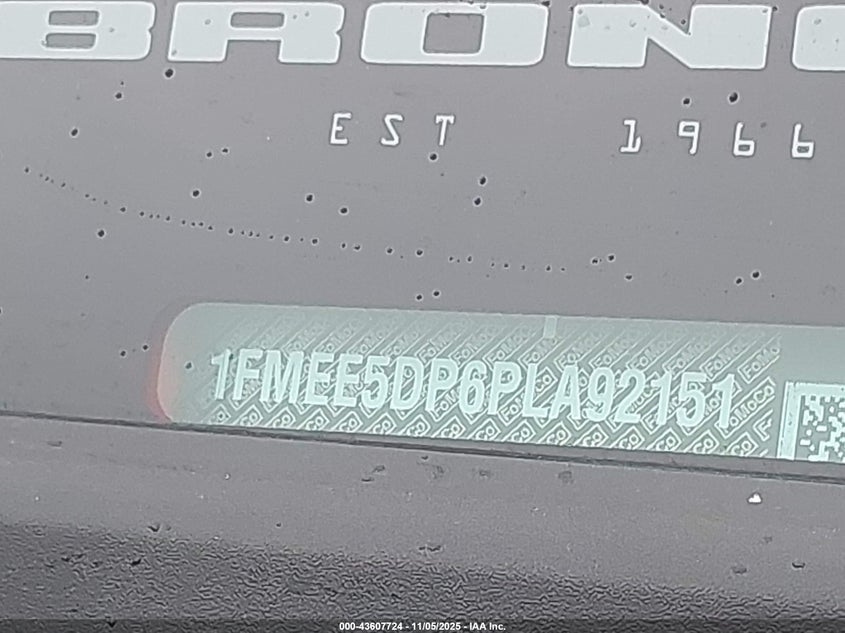 BRONC
EST 1966
1FMEE5DP6PLA92151
000-43607724 - 11/05/2025 - IAA Inc.